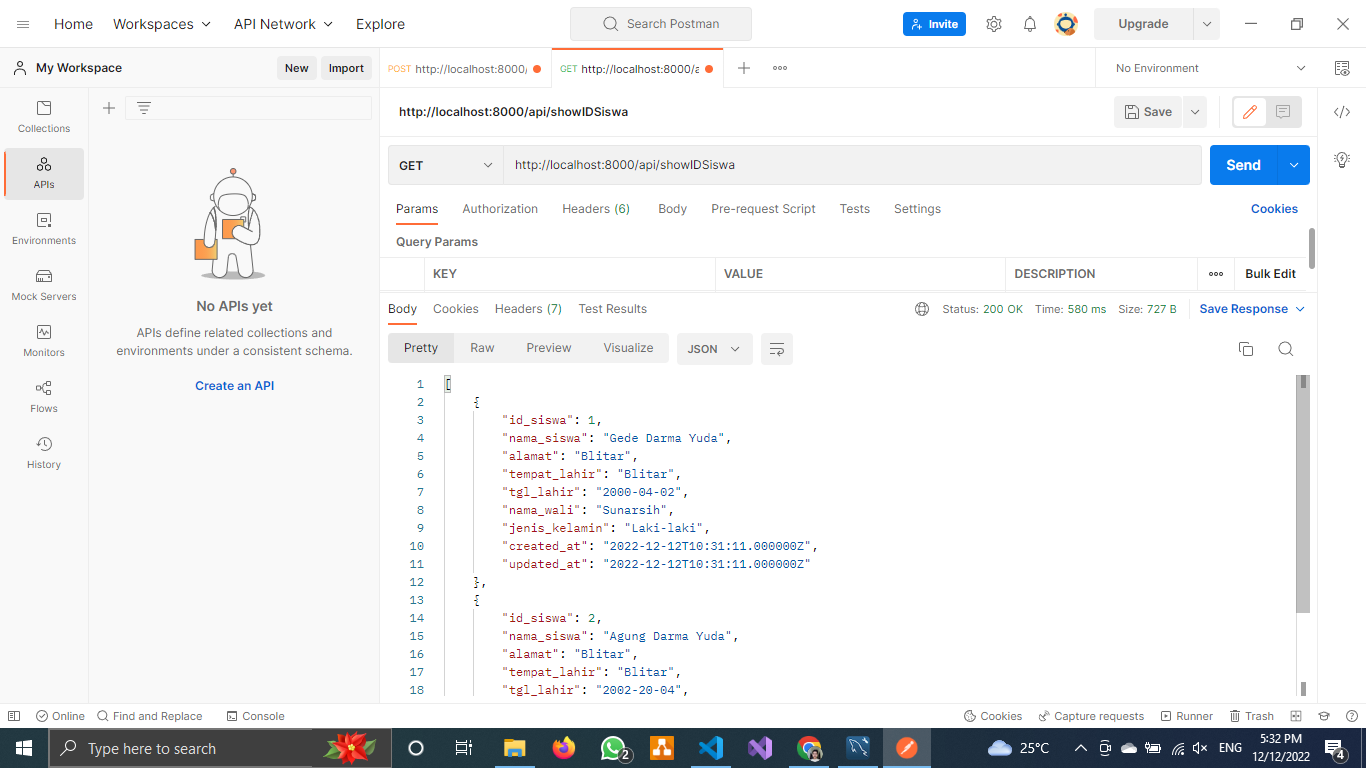 Home Workspaces API Network Explore Search Postman Invite Upgrade
My Workspace New Import POST http://localhost:8000/ GET http://localhost:8000/a No Environment
http://localhost:8000/api/showIDSiswa Save
GET http://localhost:8000/api/showIDSiswa Send
Params Authorization Headers (6) Body Pre-request Script Tests Settings Cookies
Query Params
KEY VALUE DESCRIPTION Bulk Edit
Body Cookies Headers (7) Test Results Status: 200 OK Time: 580 ms Size: 727 B Save Response
Pretty Raw Preview Visualize JSON
Collections
APIs
Environments
Mock Servers
Monitors
Flows
History
No APIs yet
APIs define related collections and
environments under a consistent schema.
Create an API
1 [
2 {
3 "id_siswa": 1,
4 "nama_siswa": "Gede Darma Yuda",
5 "alamat": "Blitar",
6 "tempat_lahir": "Blitar",
7 "tgl_lahir": "2000-04-02",
8 "nama_wali": "Sunarsih",
9 "jenis_kelamin": "Laki-laki",
10 "created_at": "2022-12-12T10:31:11.000000Z",
11 "updated_at": "2022-12-12T10:31:11.000000Z"
12 },
13 {
14 "id_siswa": 2,
15 "nama_siswa": "Agung Darma Yuda",
16 "alamat": "Blitar",
17 "tempat_lahir": "Blitar",
18 "tgl_lahir": "2002-20-04",
Online Find and Replace Console Cookies Capture requests Runner Trash
Type here to search 2 25°C ENG 5:32 PM 4
12/12/2022